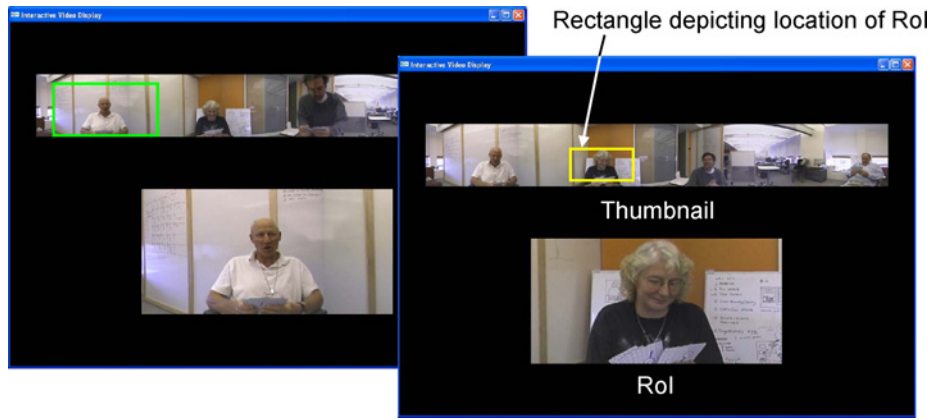 Interactive Video Display
Rectangle depicting location of RoI
Interactive Video Display
Thumbnail
RoI